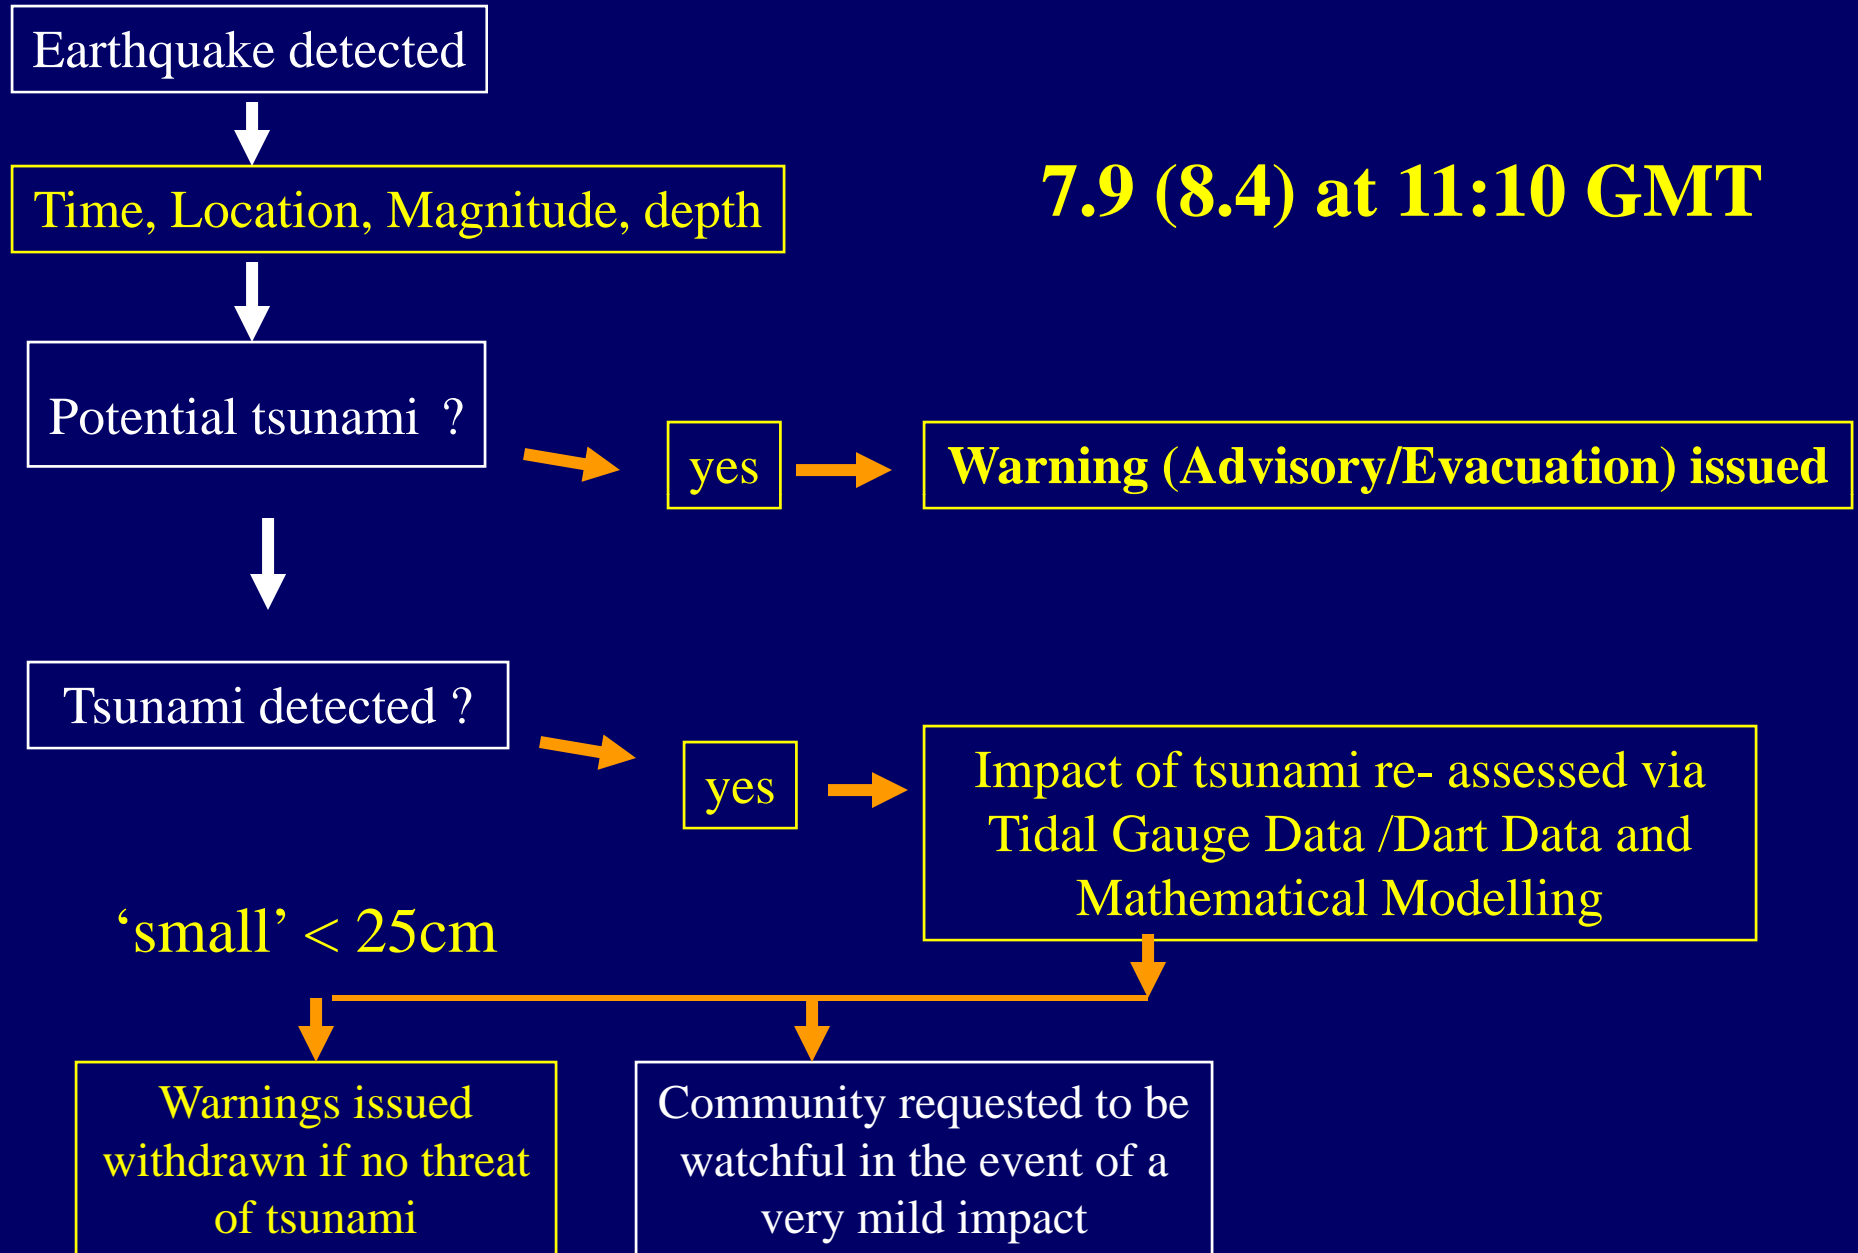 Earthquake detected
Time, Location, Magnitude, depth
7.9 (8.4) at 11:10 GMT
Potential tsunami ?
yes
Warning (Advisory/Evacuation) issued
Tsunami detected ?
yes
Impact of tsunami re- assessed via
Tidal Gauge Data /Dart Data and
Mathematical Modelling
‘small’ < 25cm
Warnings issued
withdrawn if no threat
of tsunami
Community requested to be
watchful in the event of a
very mild impact